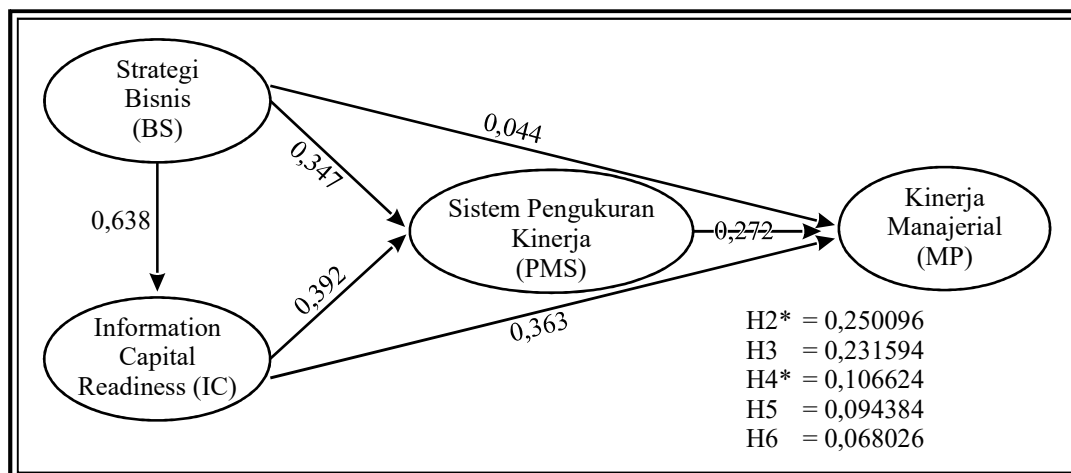 Strategi
Bisnis
(BS)
0,044
0,347
0,638
Sistem Pengukuran
Kinerja
(PMS)
0,272
Kinerja
Manajerial
(MP)
0,392
0,363
Information
Capital
Readiness (IC)
H2* = 0,250096
H3 = 0,231594
H4* = 0,106624
H5 = 0,094384
H6 = 0,068026